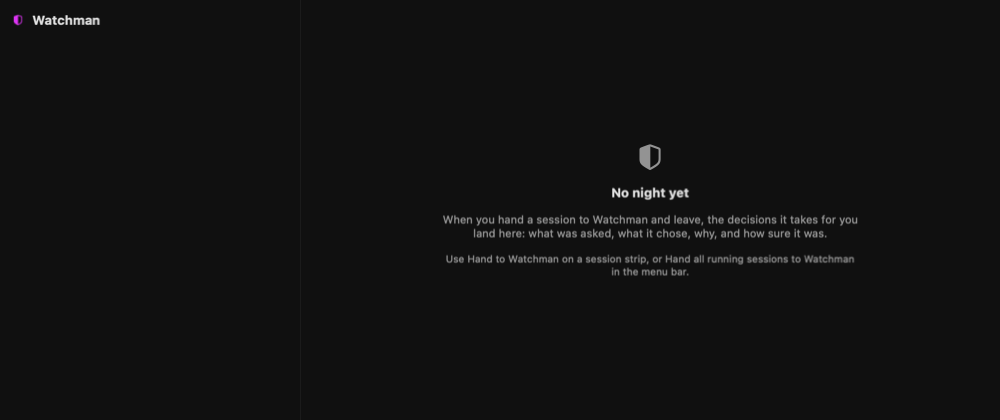 Watchman
No night yet
When you hand a session to Watchman and leave, the decisions it takes for you
land here: what was asked, what it chose, why, and how sure it was.
Use Hand to Watchman on a session strip, or Hand all running sessions to Watchman
in the menu bar.